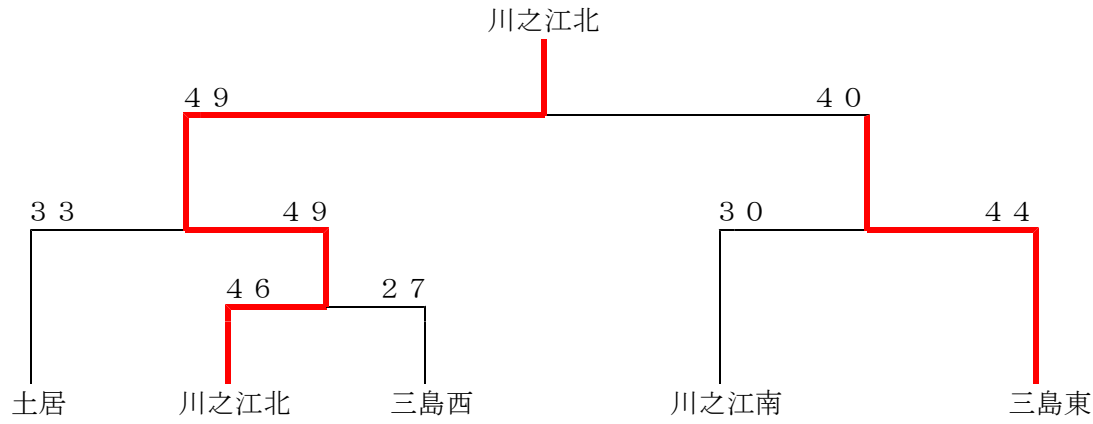 川之江北
４９ ４０
３３ ４９ ３０ ４４
４６ ２７
土居 川之江北 三島西 川之江南 三島東